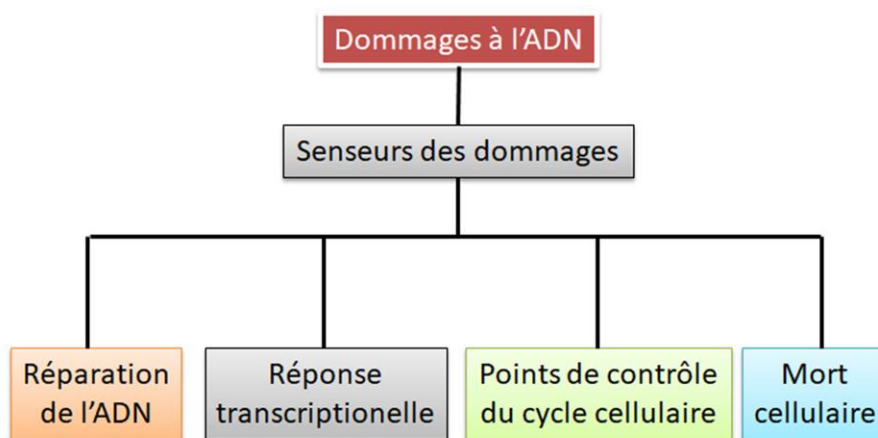 Dommages à l'ADN
Senseurs des dommages
Réparation
de l'ADN
Réponse
transcriptionelle
Points de contrôle
du cycle cellulaire
Mort
cellulaire